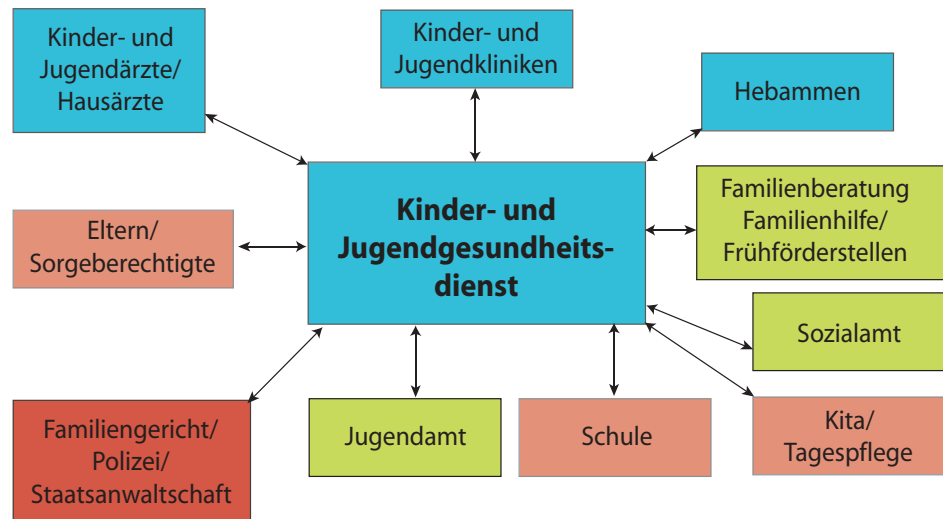 Kinder- und
Jugendärzte/
Hausärzte
Kinder- und
Jugendkliniken
Hebammen
Kinder- und
Jugendgesundheits-
dienst
Familienberatung
Familienhilfe/
Frühförderstellen
Eltern/
Sorgeberechtigte
Sozialamt
Familiengericht/
Polizei/
Staatsanwaltschaft
Jugendamt
Schule
Kita/
Tagespflege